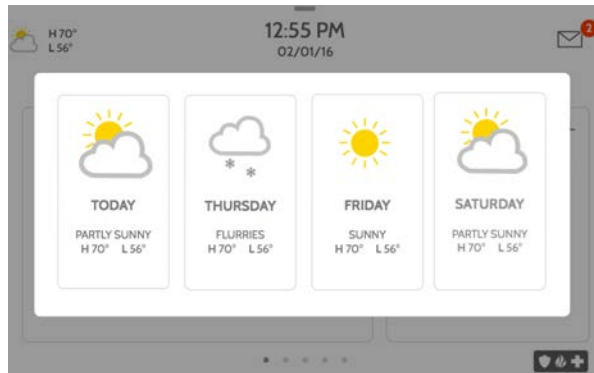 H 70°
L 56°
12:55 PM
02/01/16
2
TODAY
PARTLY SUNNY
H 70° L 56°
THURSDAY
FLURRIES
H 70° L 56°
FRIDAY
SUNNY
H 70° L 56°
SATURDAY
PARTLY SUNNY
H 70° L 56°